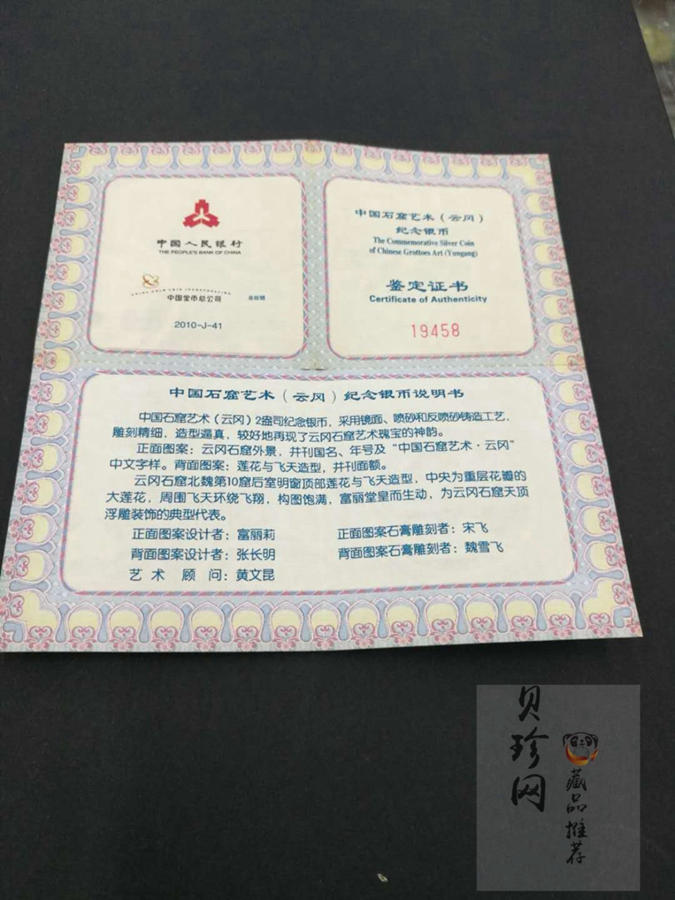 中国人民银行
THE PEOPLE'S BANK OF CHINA
CHINA GOLD COIN INCORPORATION
中国金币总公司
2010-J-41
中国石窟艺术（云冈）
纪念银币
The Commemorative Silver Coin
of Chinese Grottoes Art (Yungang)
鉴定证书
Certificate of Authenticity
19458
中国石窟艺术（云冈）纪念银币说明书
中国石窟艺术（云冈）2盎司纪念银币，采用镜面、喷砂和反喷砂铸造工艺，
雕刻精细，造型逼真，较好地再现了云冈石窟艺术瑰宝的神韵。
正面图案：云冈石窟外景，并刊国名、年号及“中国石窟艺术·云冈”
中文字样。背面图案：莲花与飞天造型，并刊面额。
云冈石窟北魏第10窟后室明窗顶部莲花与飞天造型，中央为重层花瓣的
大莲花，周围飞天环绕飞翔，构图饱满，富丽堂皇而生动，为云冈石窟天顶
浮雕装饰的典型代表。
正面图案设计者：富丽莉 正面图案石膏雕刻者：宋飞
背面图案设计者：张长明 背面图案石膏雕刻者：魏雪飞
艺术顾问：黄文昆
贝珍网
藏品推荐